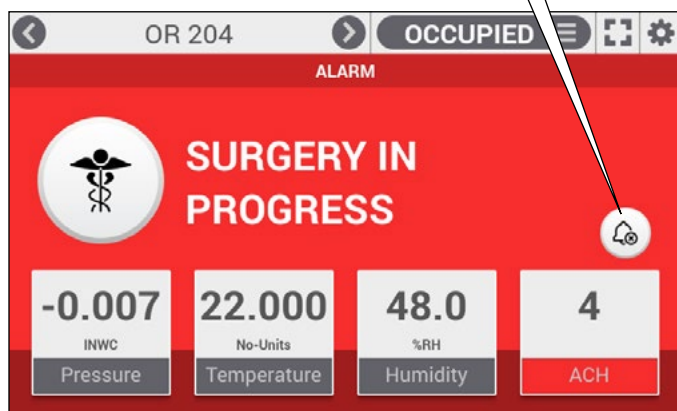 OR 204
OCCUPIED
ALARM
SURGERY IN
PROGRESS
-0.007
INWC
Pressure
22.000
No-Units
Temperature
48.0
%RH
Humidity
4
ACH